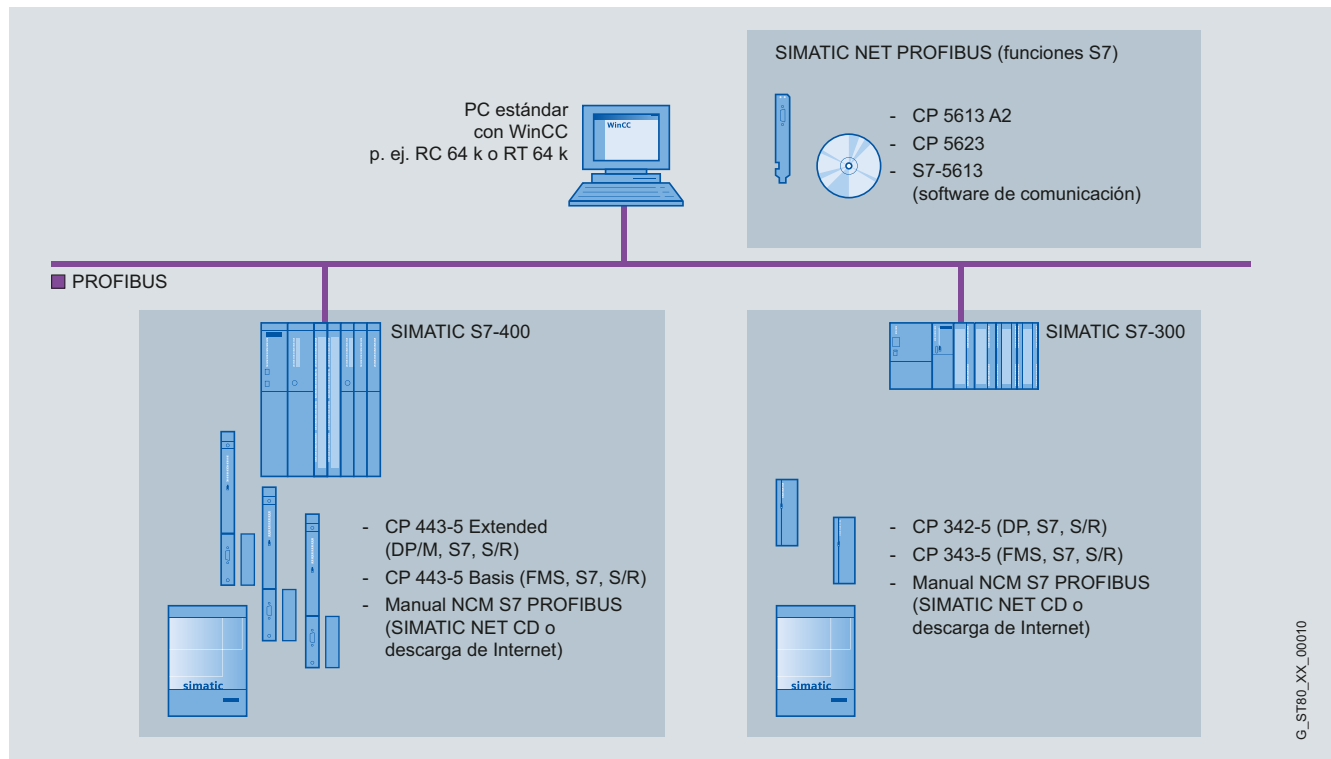 SIMATIC NET PROFIBUS (funciones S7)
PC estándar
con WinCC
p. ej. RC 64 k o RT 64 k
WinCC
- CP 5613 A2
- CP 5623
- S7-5613
(software de comunicación)
PROFIBUS
SIMATIC S7-400
- CP 443-5 Extended
(DP/M, S7, S/R)
- CP 443-5 Basis (FMS, S7, S/R)
- Manual NCM S7 PROFIBUS
(SIMATIC NET CD o
descarga de Internet)
simatic
SIMATIC S7-300
- CP 342-5 (DP, S7, S/R)
- CP 343-5 (FMS, S7, S/R)
- Manual NCM S7 PROFIBUS
(SIMATIC NET CD o
descarga de Internet)
simatic
G_ST80_XX_00010